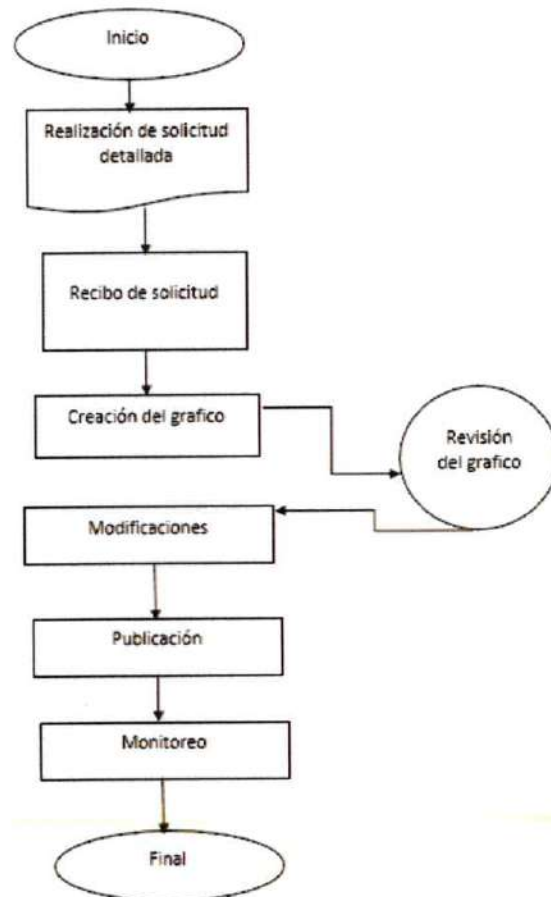 Inicio
Realización de solicitud
detallada
Recibo de solicitud
Creación del grafico
Revisión
del grafico
Modificaciones
Publicación
Monitoreo
Final